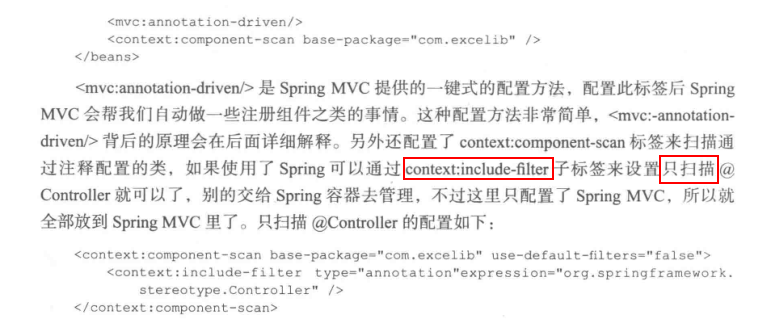 <mvc:annotation-driven/>
<context:component-scan base-package="com.excelib" />
</beans>
<mvc:annotation-driven/> 是 Spring MVC 提供的一键式的配置方法，配置此标签后 Spring
MVC 会帮我们自动做一些注册组件之类的事情。这种配置方法非常简单，<mvc:-annotation-
driven/> 背后的原理会在后面详细解释。另外还配置了 context:component-scan 标签来扫描通
过注释配置的类，如果使用了 Spring 可以通过 context:include-filter 子标签来设置只扫描 @
Controller 就可以了，别的交给 Spring 容器去管理，不过这里只配置了 Spring MVC，所以就
全部放到 Spring MVC 里了。只扫描 @Controller 的配置如下：
<context:component-scan base-package="com.excelib" use-default-filters="false">
<context:include-filter type="annotation"expression="org.springframework.
stereotype.Controller" />
</context:component-scan>